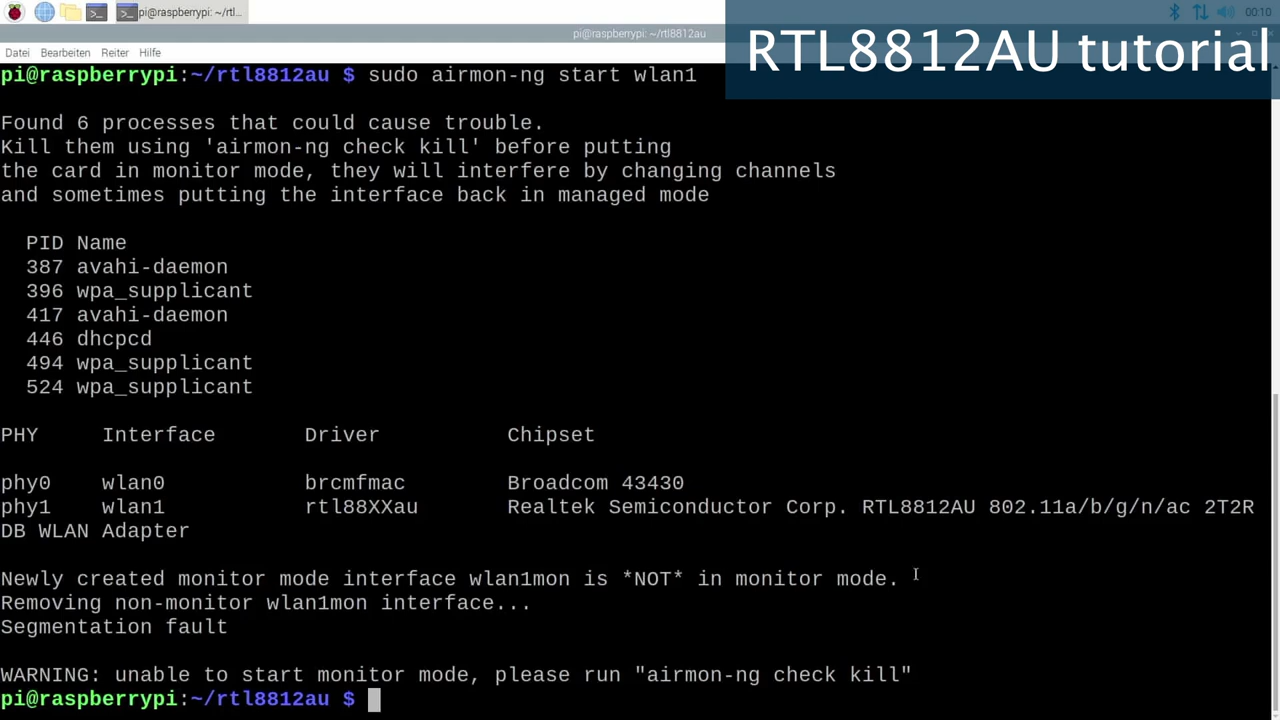 pi@raspberrypi: ~/rtl...
00:10
pi@raspberrypi: ~/rtl8812au
RTL8812AU tutorial
Datei Bearbeiten Reiter Hilfe
pi@raspberrypi:~/rtl8812au $ sudo airmon-ng start wlan1
Found 6 processes that could cause trouble.
Kill them using 'airmon-ng check kill' before putting
the card in monitor mode, they will interfere by changing channels
and sometimes putting the interface back in managed mode
PID Name
387 avahi-daemon
396 wpa_supplicant
417 avahi-daemon
446 dhcpcd
494 wpa_supplicant
524 wpa_supplicant
PHY Interface Driver Chipset
phy0 wlan0 brcmfmac Broadcom 43430
phy1 wlan1 rtl88XXau Realtek Semiconductor Corp. RTL8812AU 802.11a/b/g/n/ac 2T2R
DB WLAN Adapter
Newly created monitor mode interface wlan1mon is *NOT* in monitor mode.
Removing non-monitor wlan1mon interface...
Segmentation fault
WARNING: unable to start monitor mode, please run "airmon-ng check kill"
pi@raspberrypi:~/rtl8812au $